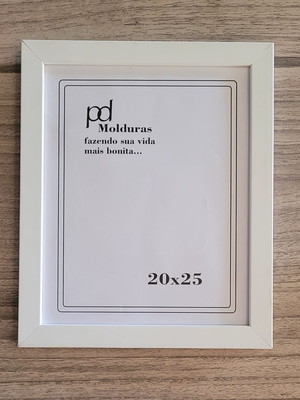 pd
Molduras
fazendo sua vida
mais bonita...
20x25